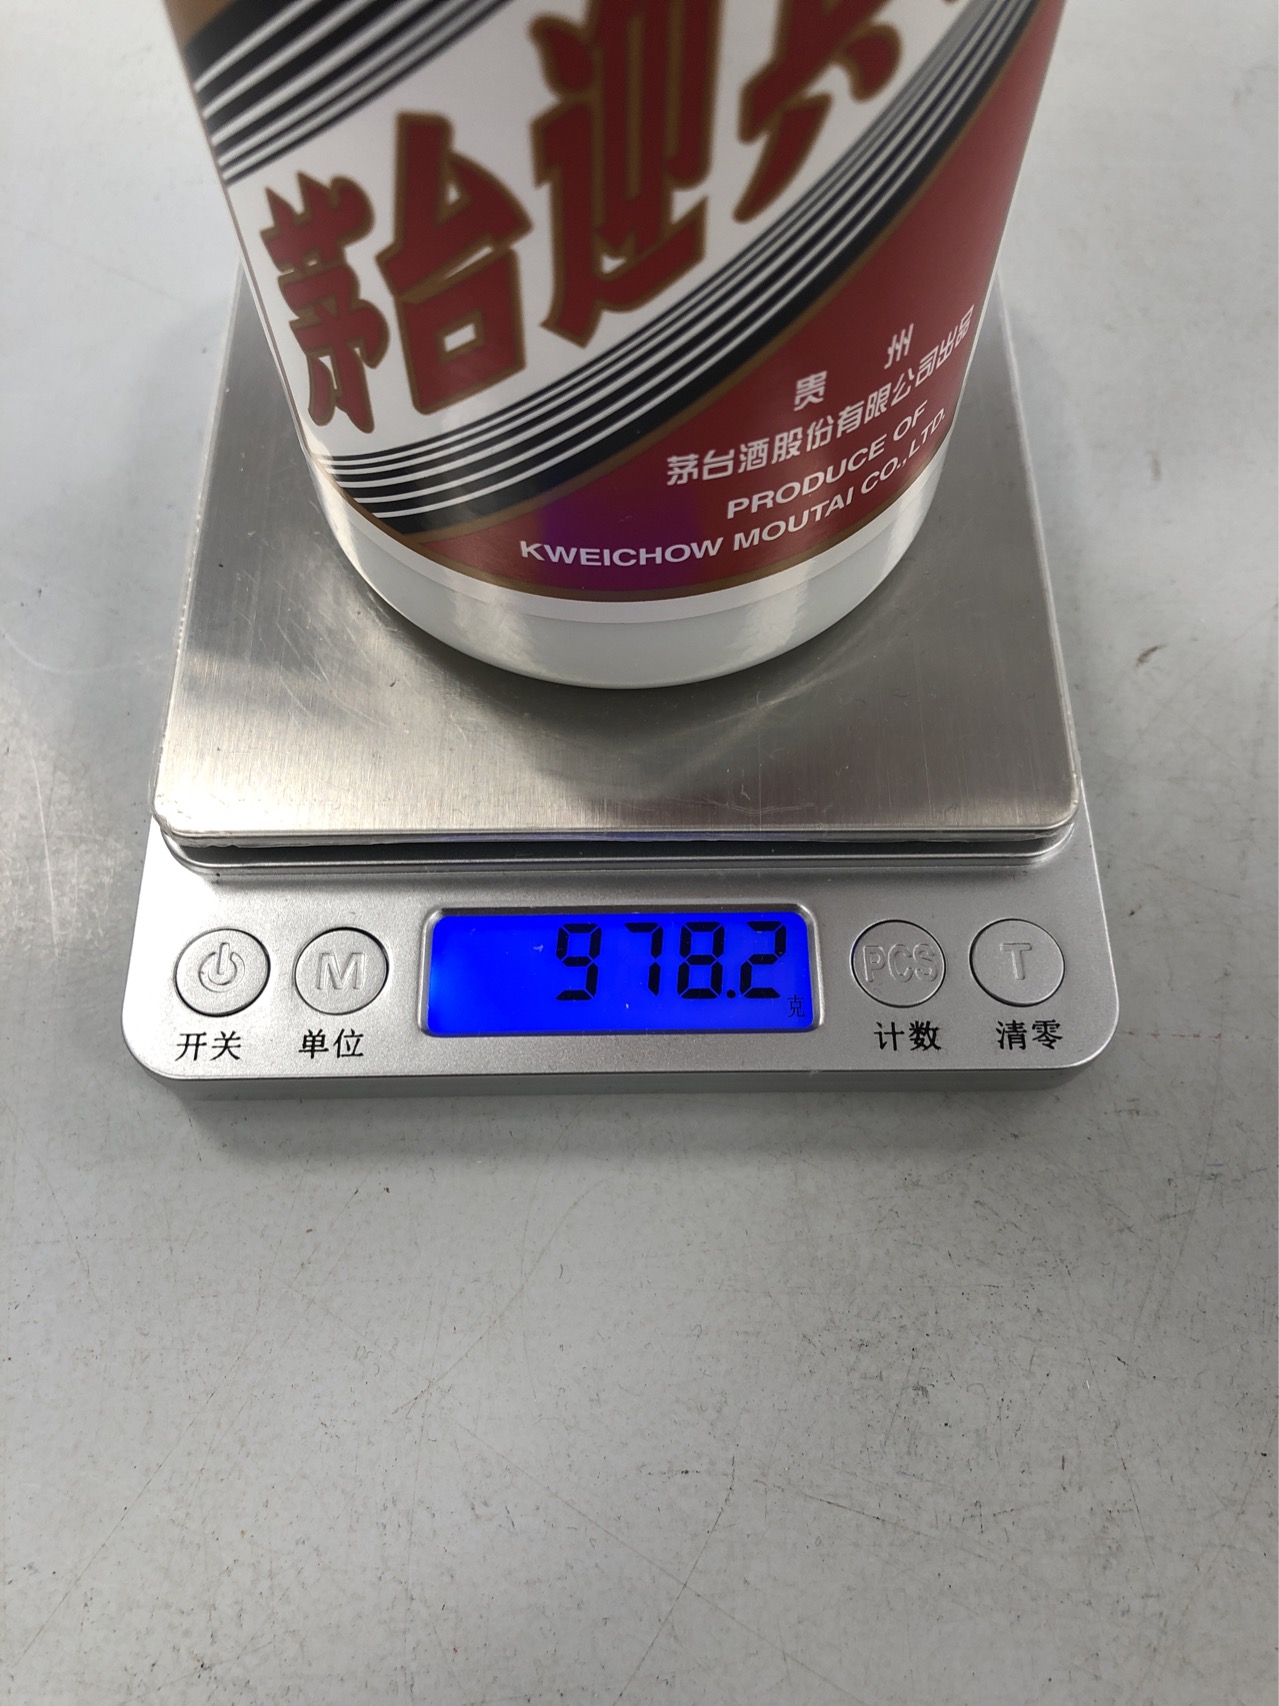 茅台迎宾
贵 州
茅台酒股份有限公司出品
PRODUCE OF
KWEICHOW MOUTAI CO.,LTD.
978.2
克
M
PCS
T
开关
单位
计数
清零